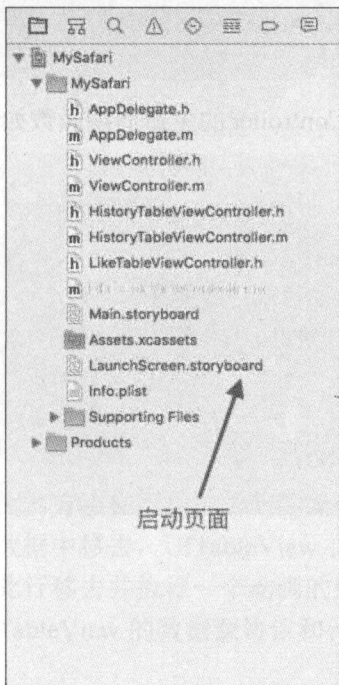 MySafari
MySafari
h AppDelegate.h
m AppDelegate.m
h ViewController.h
m ViewController.m
h HistoryTableViewController.h
m HistoryTableViewController.m
h LikeTableViewController.h
m
Main.storyboard
Assets.xcassets
LaunchScreen.storyboard
Info.plist
Supporting Files
Products
启动页面